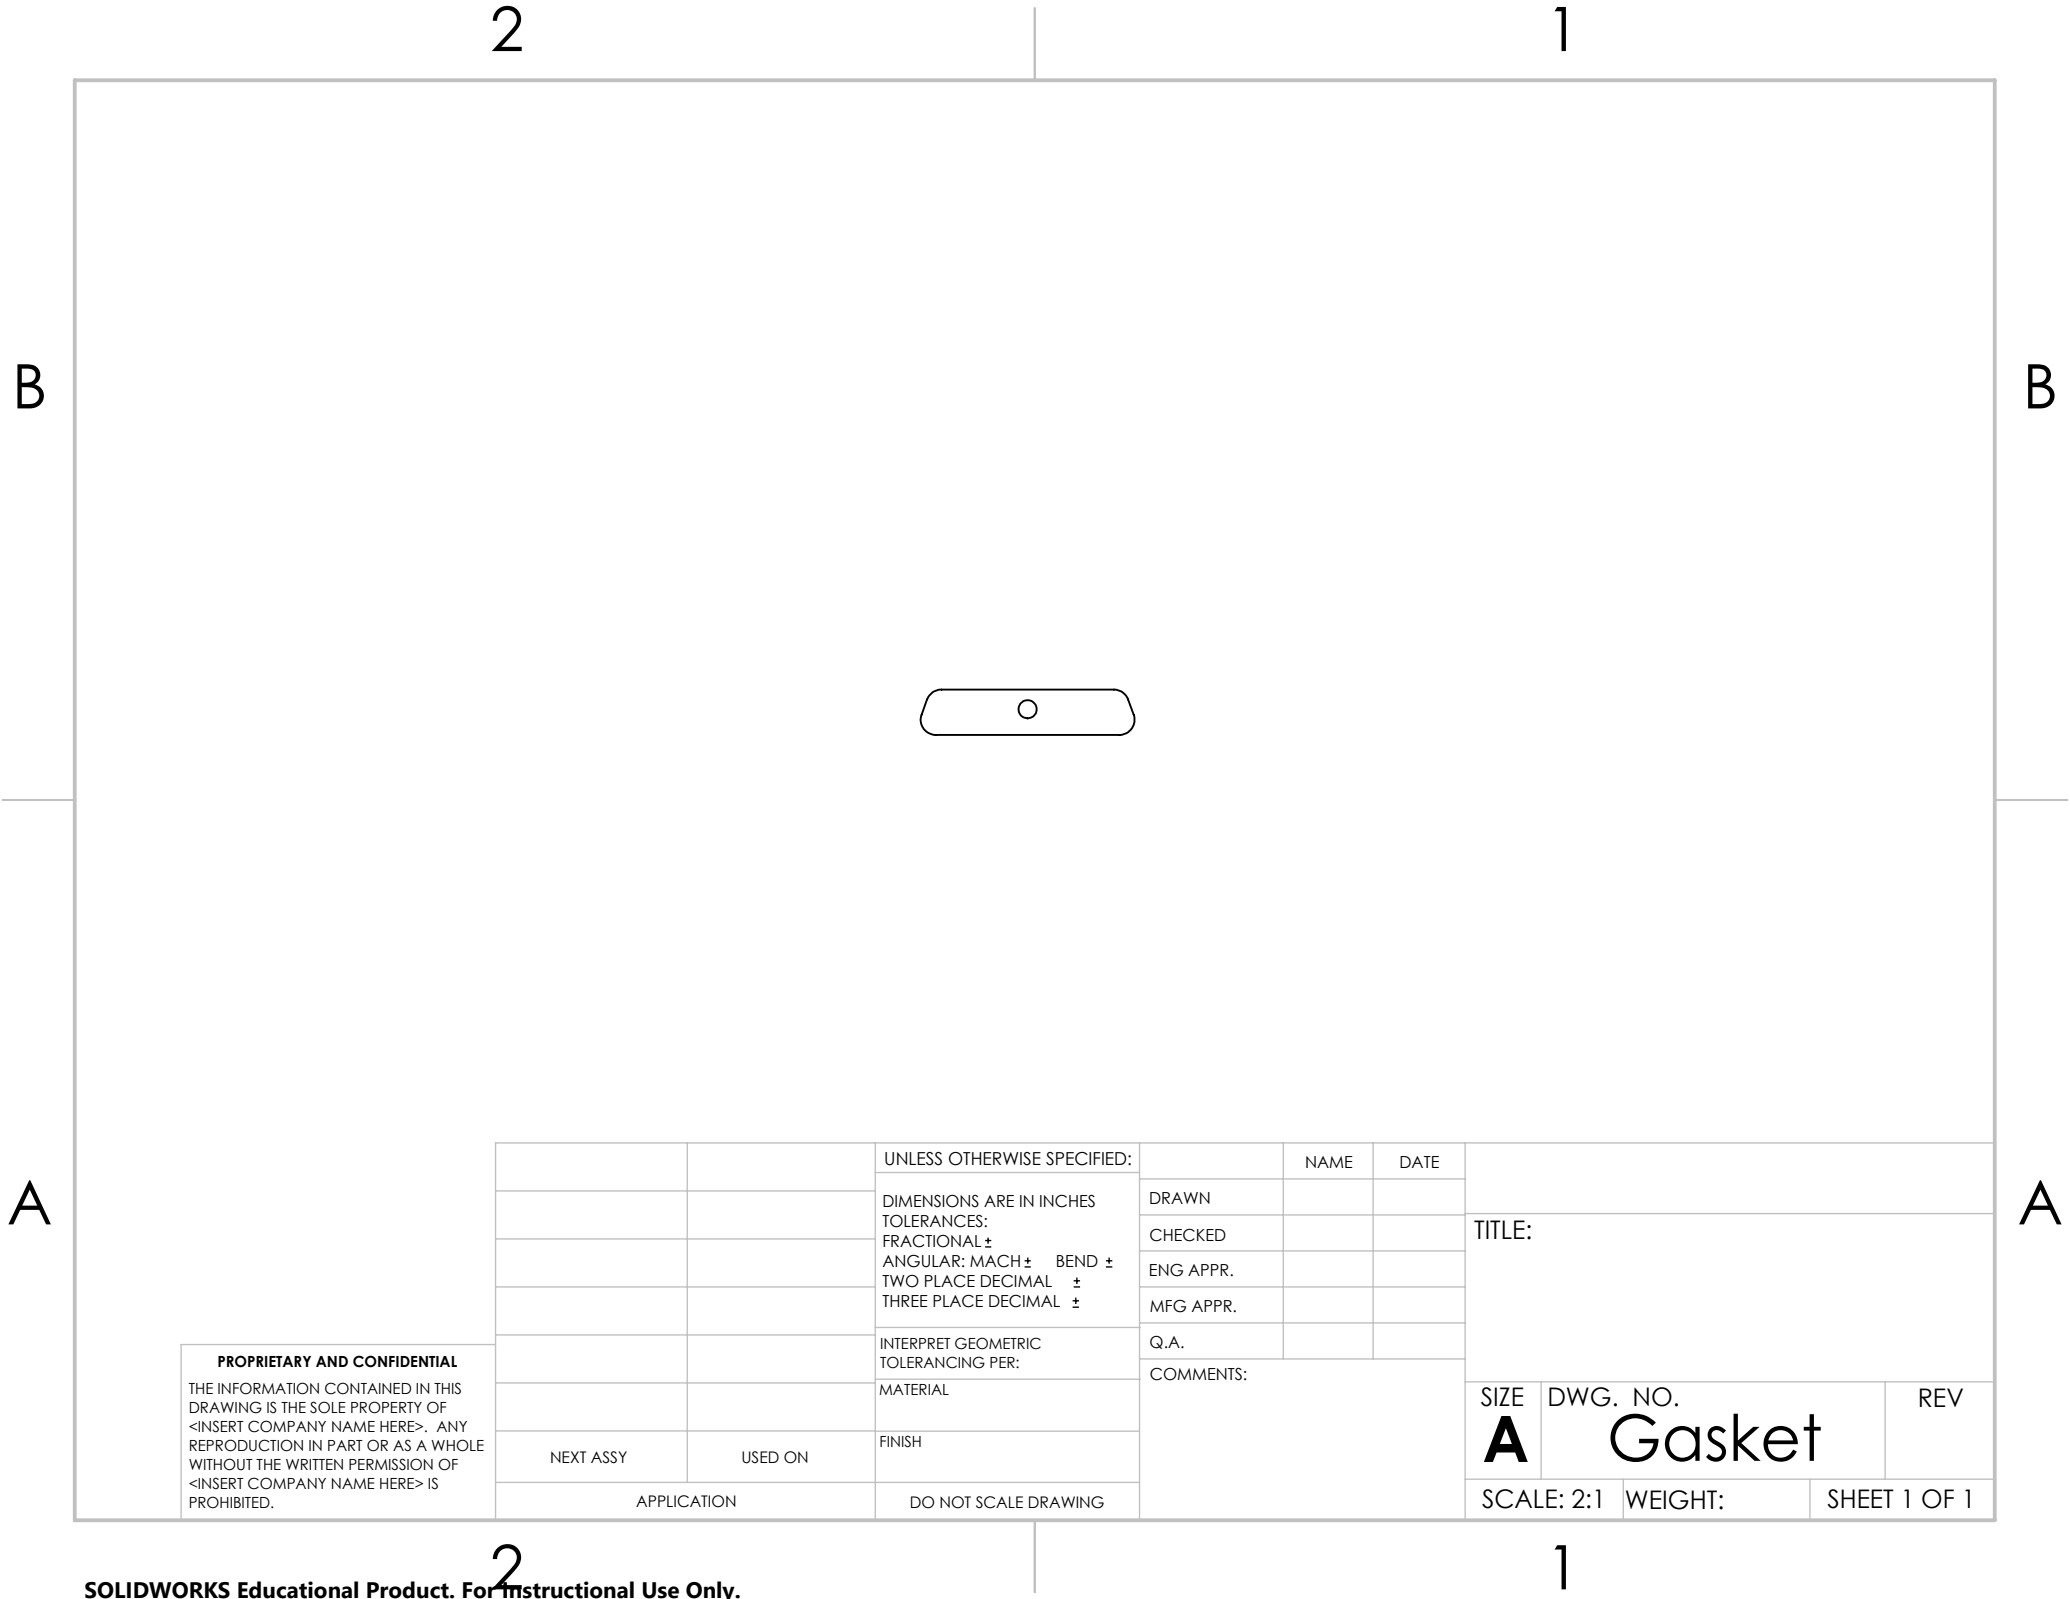 2 1
B B
A A
UNLESS OTHERWISE SPECIFIED:
DIMENSIONS ARE IN INCHES
TOLERANCES:
FRACTIONAL ±
ANGULAR: MACH ± BEND ±
TWO PLACE DECIMAL ±
THREE PLACE DECIMAL ±
INTERPRET GEOMETRIC
TOLERANCING PER:
MATERIAL
FINISH
DO NOT SCALE DRAWING
NAME DATE
DRAWN
CHECKED
ENG APPR.
MFG APPR.
Q.A.
COMMENTS:
TITLE:
SIZE DWG. NO. REV
A Gasket
SCALE: 2:1 WEIGHT: SHEET 1 OF 1
PROPRIETARY AND CONFIDENTIAL
THE INFORMATION CONTAINED IN THIS
DRAWING IS THE SOLE PROPERTY OF
<INSERT COMPANY NAME HERE>. ANY
REPRODUCTION IN PART OR AS A WHOLE
WITHOUT THE WRITTEN PERMISSION OF
<INSERT COMPANY NAME HERE> IS
PROHIBITED.
NEXT ASSY USED ON
APPLICATION
2 1
SOLIDWORKS Educational Product. For Instructional Use Only.